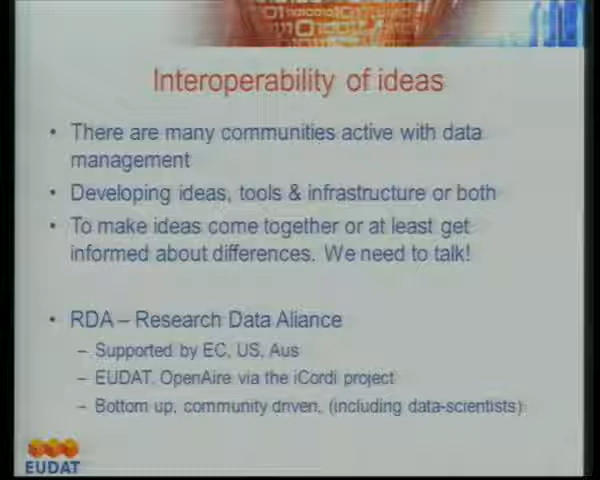 Interoperability of ideas
• There are many communities active with data
management
• Developing ideas, tools & infrastructure or both
• To make ideas come together or at least get
informed about differences. We need to talk!
• RDA – Research Data Aliance
– Supported by EC, US, Aus
– EUDAT, OpenAire via the iCordi project
– Bottom up, community driven, (including data-scientists)
EUDAT